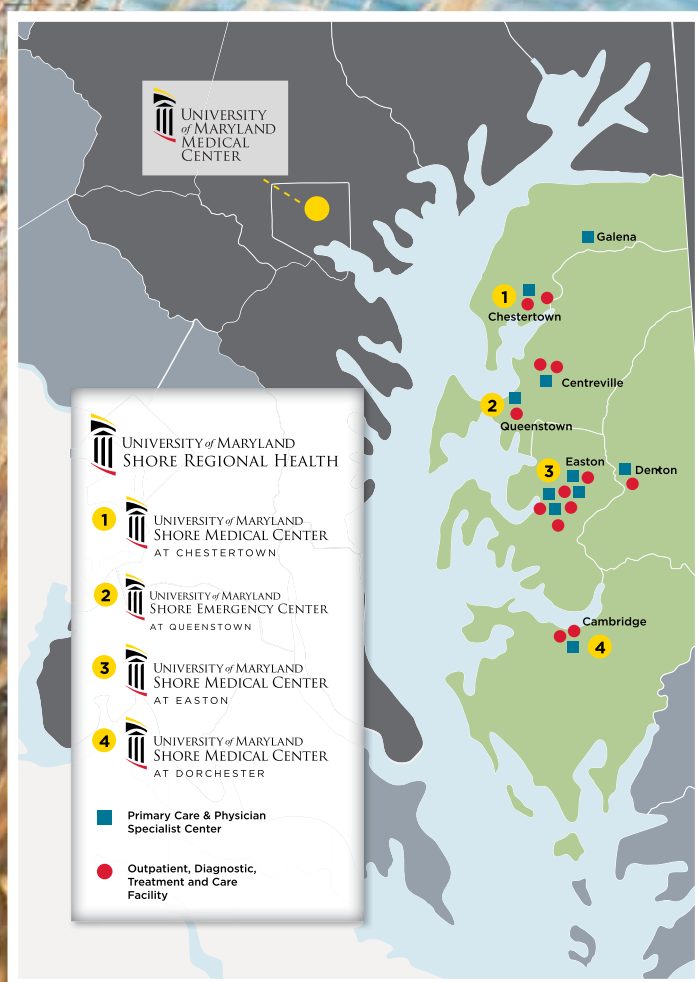 UNIVERSITY
of MARYLAND
MEDICAL
CENTER
Galena
1
Chestertown
Centreville
2
Queenstown
3
Easton
Denton
Cambridge
4
UNIVERSITY of MARYLAND
SHORE REGIONAL HEALTH
1
UNIVERSITY of MARYLAND
SHORE MEDICAL CENTER
AT CHESTERTOWN
2
UNIVERSITY of MARYLAND
SHORE EMERGENCY CENTER
AT QUEENSTOWN
3
UNIVERSITY of MARYLAND
SHORE MEDICAL CENTER
AT EASTON
4
UNIVERSITY of MARYLAND
SHORE MEDICAL CENTER
AT DORCHESTER
Primary Care & Physician
Specialist Center
Outpatient, Diagnostic,
Treatment and Care
Facility